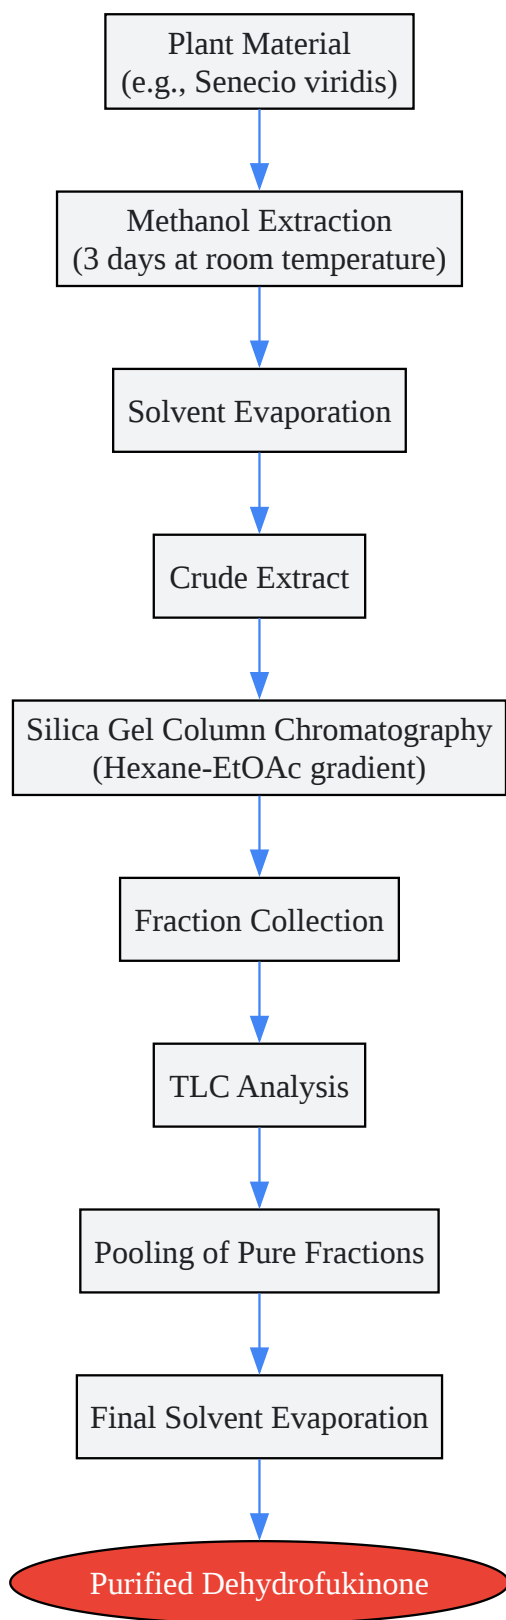 Plant Material
(e.g., Senecio viridis)
Methanol Extraction
(3 days at room temperature)
Solvent Evaporation
Crude Extract
Silica Gel Column Chromatography
(Hexane-EtOAc gradient)
Fraction Collection
TLC Analysis
Pooling of Pure Fractions
Final Solvent Evaporation
Purified Dehydrofukinone